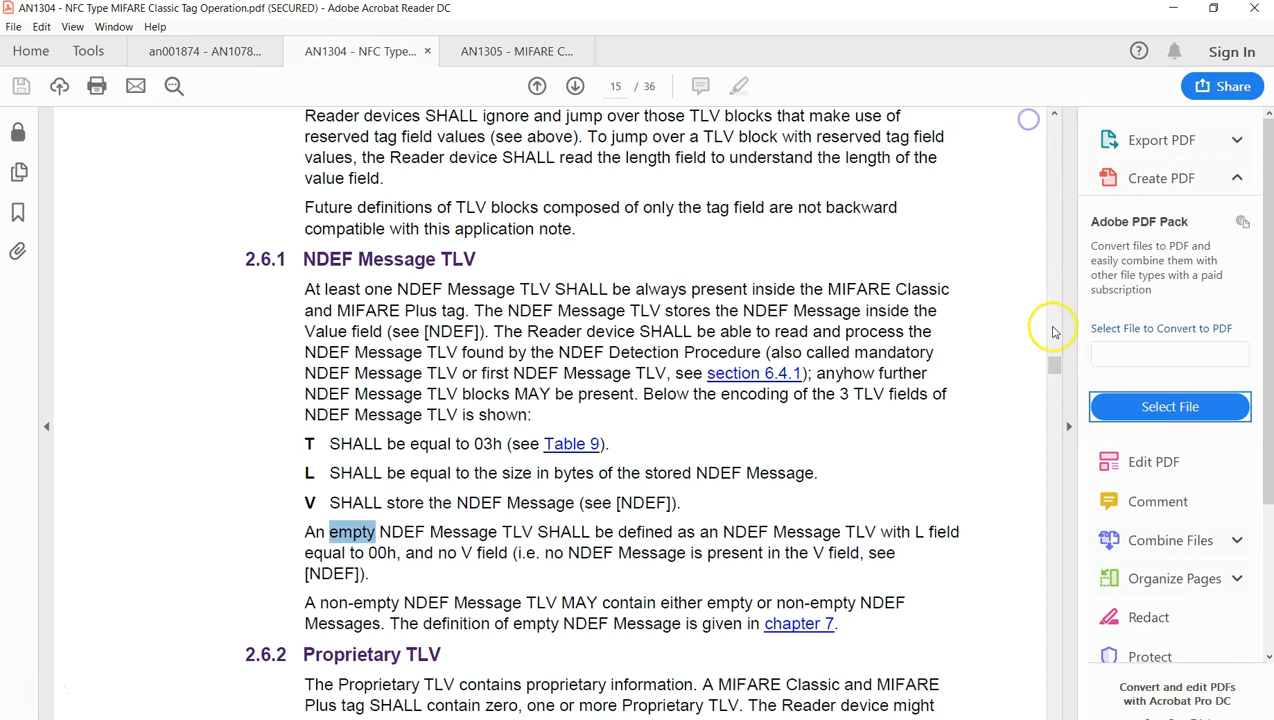 AN1304 - NFC Type MIFARE Classic Tag Operation.pdf (SECURED) - Adobe Acrobat Reader DC
File Edit View Window Help
Home Tools an001874 - AN1078... AN1304 - NFC Type... × AN1305 - MIFARE C... Sign In
15 / 36 Share
Reader devices SHALL ignore and jump over those TLV blocks that make use of
reserved tag field values (see above). To jump over a TLV block with reserved tag field
values, the Reader device SHALL read the length field to understand the length of the
value field.
Future definitions of TLV blocks composed of only the tag field are not backward
compatible with this application note.
2.6.1 NDEF Message TLV
At least one NDEF Message TLV SHALL be always present inside the MIFARE Classic
and MIFARE Plus tag. The NDEF Message TLV stores the NDEF Message inside the
Value field (see [NDEF]). The Reader device SHALL be able to read and process the
NDEF Message TLV found by the NDEF Detection Procedure (also called mandatory
NDEF Message TLV or first NDEF Message TLV, see section 6.4.1); anyhow further
NDEF Message TLV blocks MAY be present. Below the encoding of the 3 TLV fields of
NDEF Message TLV is shown:
T SHALL be equal to 03h (see Table 9).
L SHALL be equal to the size in bytes of the stored NDEF Message.
V SHALL store the NDEF Message (see [NDEF]).
An empty NDEF Message TLV SHALL be defined as an NDEF Message TLV with L field
equal to 00h, and no V field (i.e. no NDEF Message is present in the V field, see
[NDEF]).
A non-empty NDEF Message TLV MAY contain either empty or non-empty NDEF
Messages. The definition of empty NDEF Message is given in chapter 7.
2.6.2 Proprietary TLV
The Proprietary TLV contains proprietary information. A MIFARE Classic and MIFARE
Plus tag SHALL contain zero, one or more Proprietary TLV. The Reader device might
Export PDF
Create PDF
Adobe PDF Pack
Convert files to PDF and
easily combine them with
other file types with a paid
subscription
Select File to Convert to PDF
Select File
Edit PDF
Comment
Combine Files
Organize Pages
Redact
Protect
Convert and edit PDFs
with Acrobat Pro DC